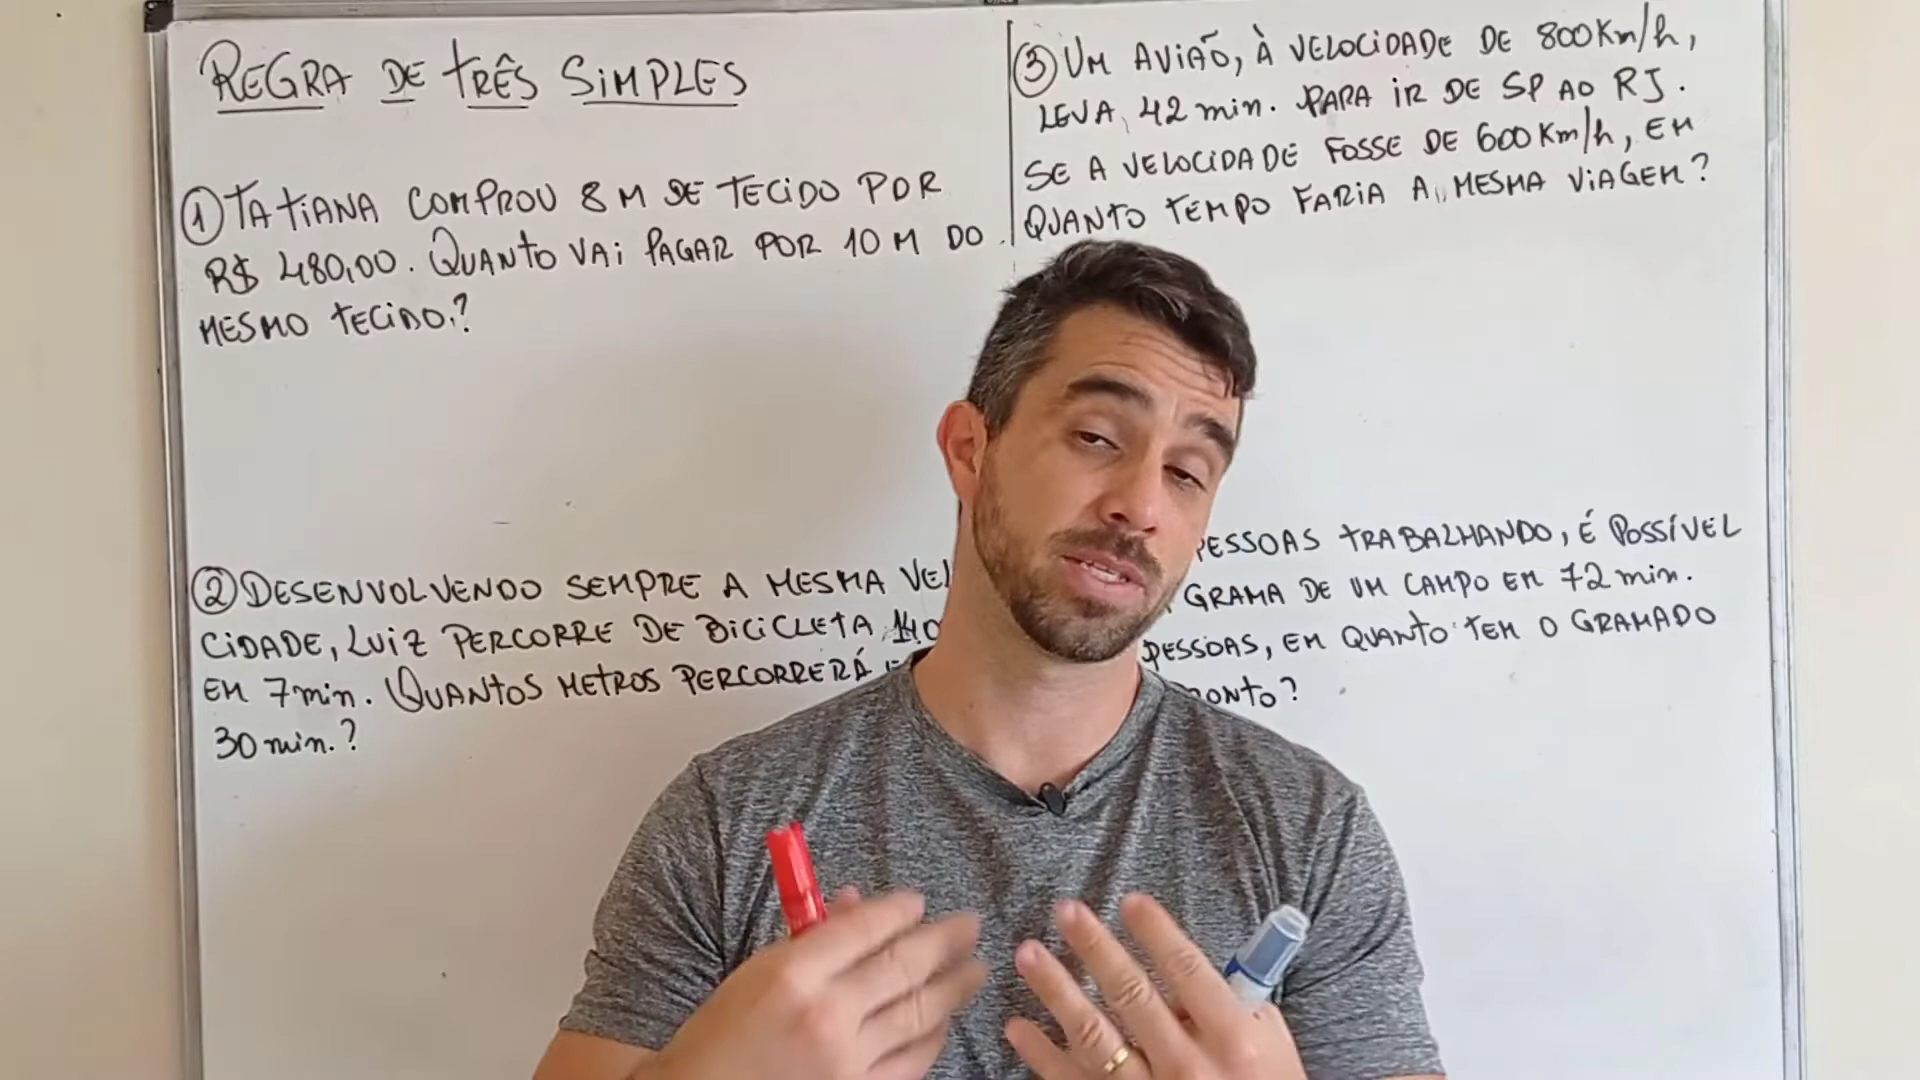 REGRA DE TRÊS SIMPLES
① TATIANA COMPROU 8 M DE TECIDO POR
R$ 480,00. QUANTO VAI PAGAR POR 10 M DO
MESMO TECIDO?
② DESENVOLVENDO SEMPRE A MESMA VEL
CIDADE, LUIZ PERCORRE DE BICICLETA 140
EM 7 min. QUANTOS METROS PERCORRERÁ
30 min.?
③ UM AVIÃO, À VELOCIDADE DE 800 Km/h,
LEVA 42 min. PARA IR DE SP AO RJ.
SE A VELOCIDADE FOSSE DE 600 Km/h, EM
QUANTO TEMPO FARIA A MESMA VIAGEM?
PESSOAS TRABALHANDO, É POSSÍVEL
GRAMA DE UM CAMPO EM 72 min.
PESSOAS, EM QUANTO TEM O GRAMADO
ONTO?